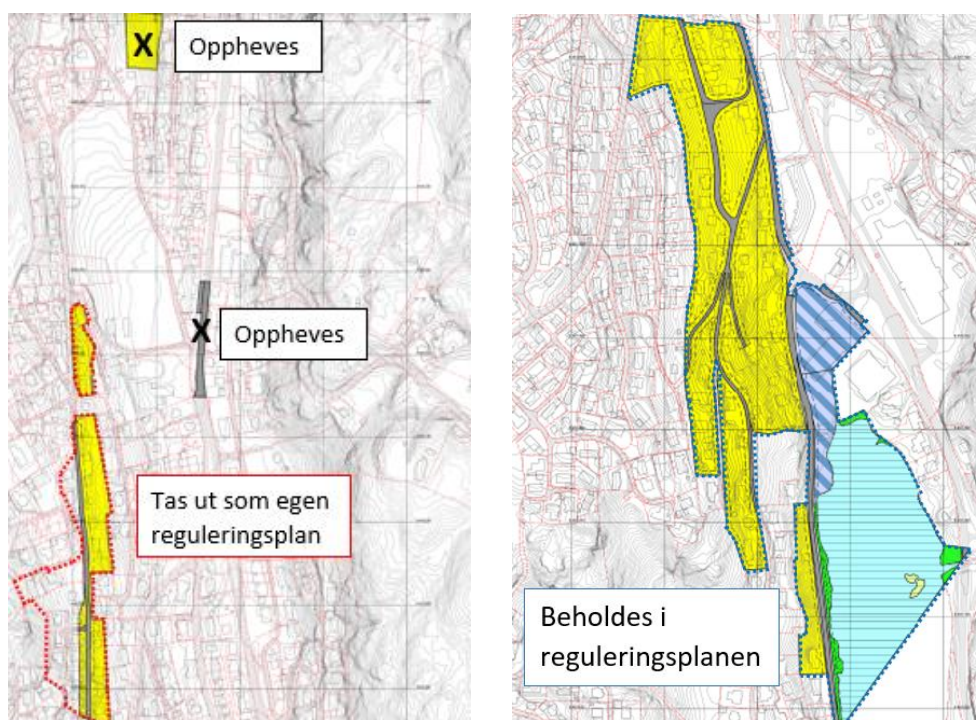 X
Oppheves
X
Oppheves
Tas ut som egen
reguleringsplan
Beholdes i
reguleringsplanen